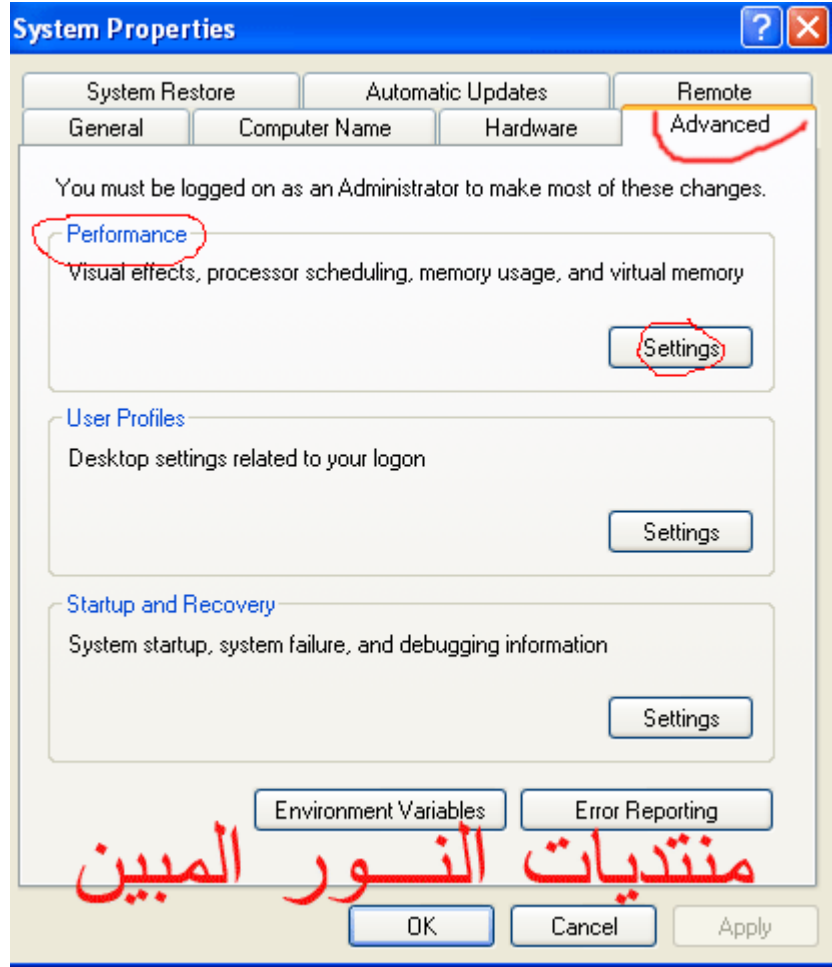 System Properties
System Restore Automatic Updates Remote
General Computer Name Hardware Advanced
You must be logged on as an Administrator to make most of these changes.
Performance
Visual effects, processor scheduling, memory usage, and virtual memory
Settings
User Profiles
Desktop settings related to your logon
Settings
Startup and Recovery
System startup, system failure, and debugging information
Settings
Environment Variables Error Reporting
منتديات النــور المبين
OK Cancel Apply